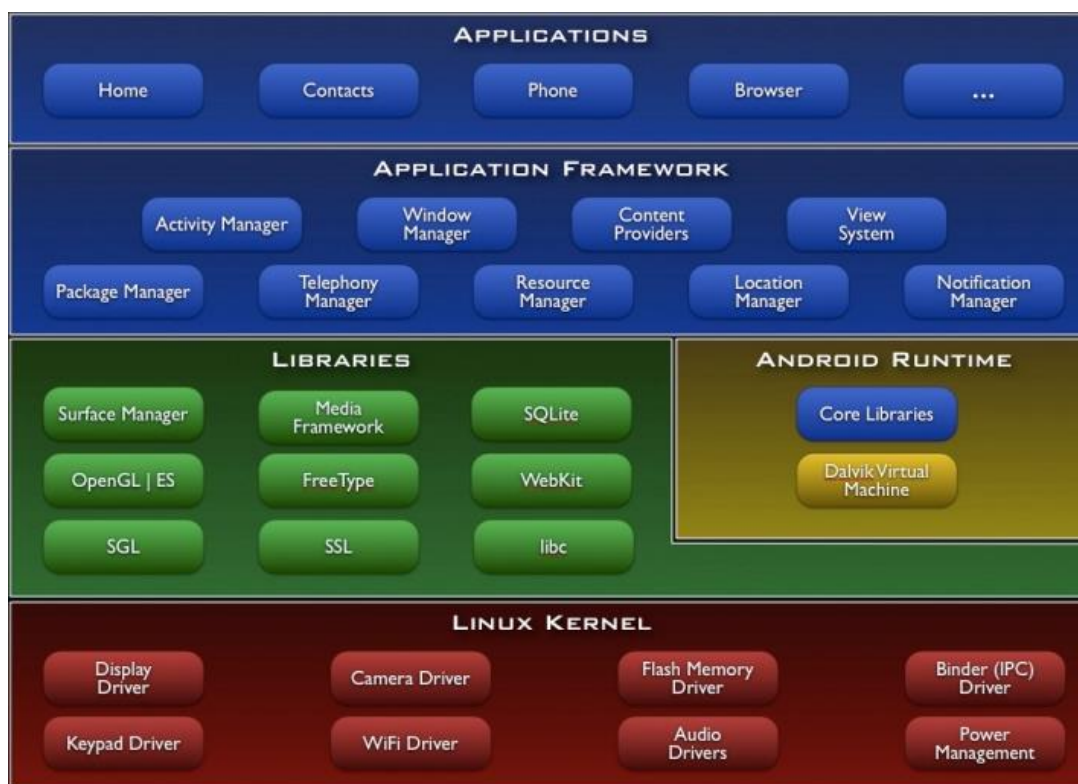 APPLICATIONS
Home
Contacts
Phone
Browser
...
APPLICATION FRAMEWORK
Activity Manager
Window
Manager
Content
Providers
View
System
Package Manager
Telephony
Manager
Resource
Manager
Location
Manager
Notification
Manager
LIBRARIES
Surface Manager
Media
Framework
SQLite
OpenGL | ES
FreeType
WebKit
SGL
SSL
libc
ANDROID RUNTIME
Core Libraries
Dalvik Virtual
Machine
LINUX KERNEL
Display
Driver
Camera Driver
Flash Memory
Driver
Binder (IPC)
Driver
Keypad Driver
WiFi Driver
Audio
Drivers
Power
Management